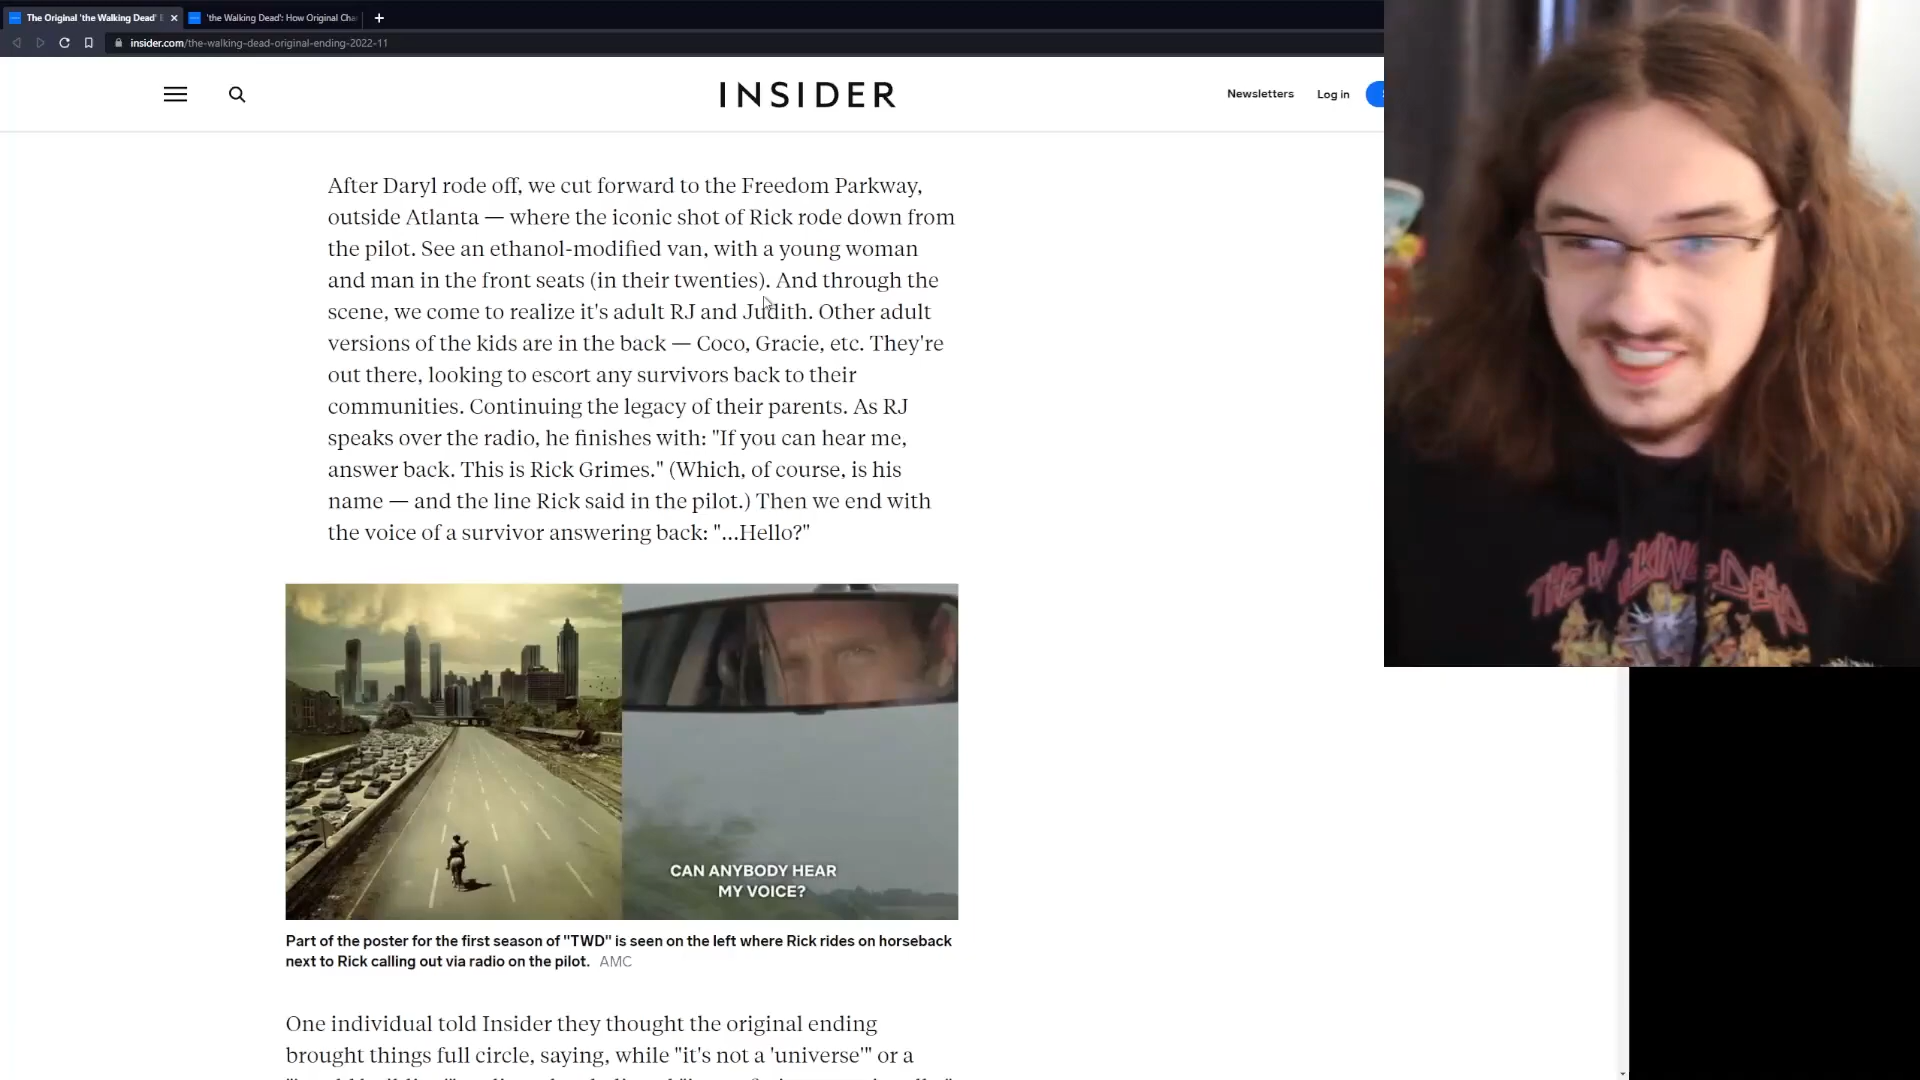 The Original 'the Walking Dead' E
'the Walking Dead': How Original Cha
insider.com/the-walking-dead-original-ending-2022-11
INSIDER
Newsletters
Log in
After Daryl rode off, we cut forward to the Freedom Parkway,
outside Atlanta — where the iconic shot of Rick rode down from
the pilot. See an ethanol-modified van, with a young woman
and man in the front seats (in their twenties). And through the
scene, we come to realize it's adult RJ and Judith. Other adult
versions of the kids are in the back — Coco, Gracie, etc. They're
out there, looking to escort any survivors back to their
communities. Continuing the legacy of their parents. As RJ
speaks over the radio, he finishes with: "If you can hear me,
answer back. This is Rick Grimes." (Which, of course, is his
name — and the line Rick said in the pilot.) Then we end with
the voice of a survivor answering back: "...Hello?"
CAN ANYBODY HEAR
MY VOICE?
Part of the poster for the first season of "TWD" is seen on the left where Rick rides on horseback
next to Rick calling out via radio on the pilot. AMC
One individual told Insider they thought the original ending
brought things full circle, saying, while "it's not a 'universe'" or a
THE WALKING DEAD